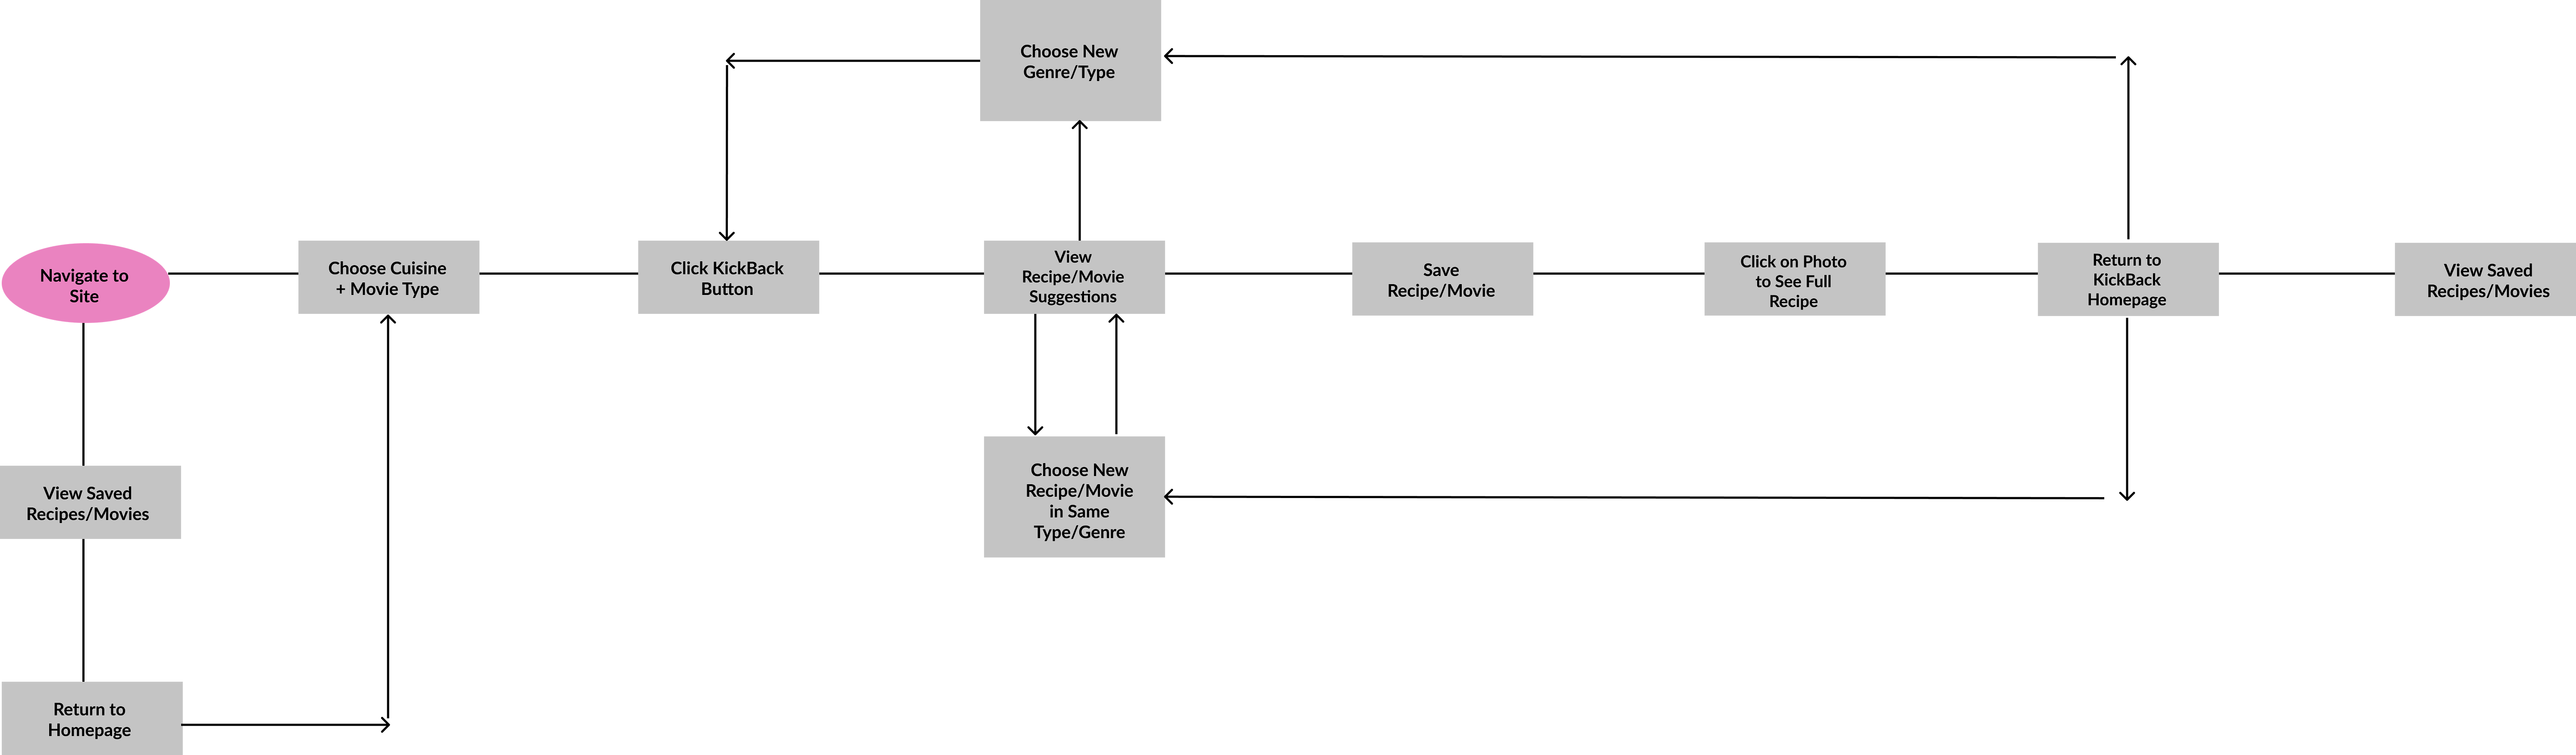 Choose New
Genre/Type
Navigate to
Site
Choose Cuisine
+ Movie Type
Click KickBack
Button
View
Recipe/Movie
Suggestions
Save
Recipe/Movie
Click on Photo
to See Full
Recipe
Return to
KickBack
Homepage
View Saved
Recipes/Movies
Choose New
Recipe/Movie
in Same
Type/Genre
View Saved
Recipes/Movies
Return to
Homepage